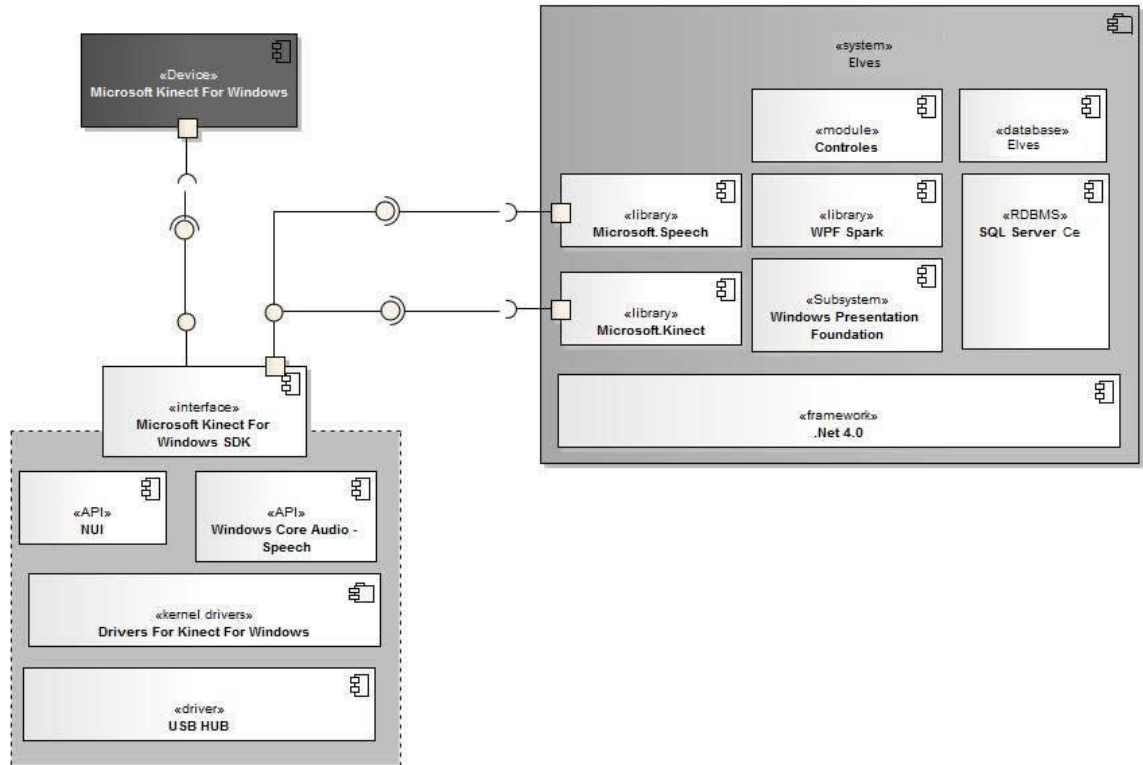 «Device»
Microsoft Kinect For Windows
«system»
Elves
«module»
Controles
«database»
Elves
«library»
Microsoft.Speech
«library»
WPF Spark
«RDBMS»
SQL Server Ce
«library»
Microsoft.Kinect
«Subsystem»
Windows Presentation
Foundation
«framework»
.Net 4.0
«interface»
Microsoft Kinect For
Windows SDK
«API»
NUI
«API»
Windows Core Audio -
Speech
«kernel drivers»
Drivers For Kinect For Windows
«driver»
USB HUB